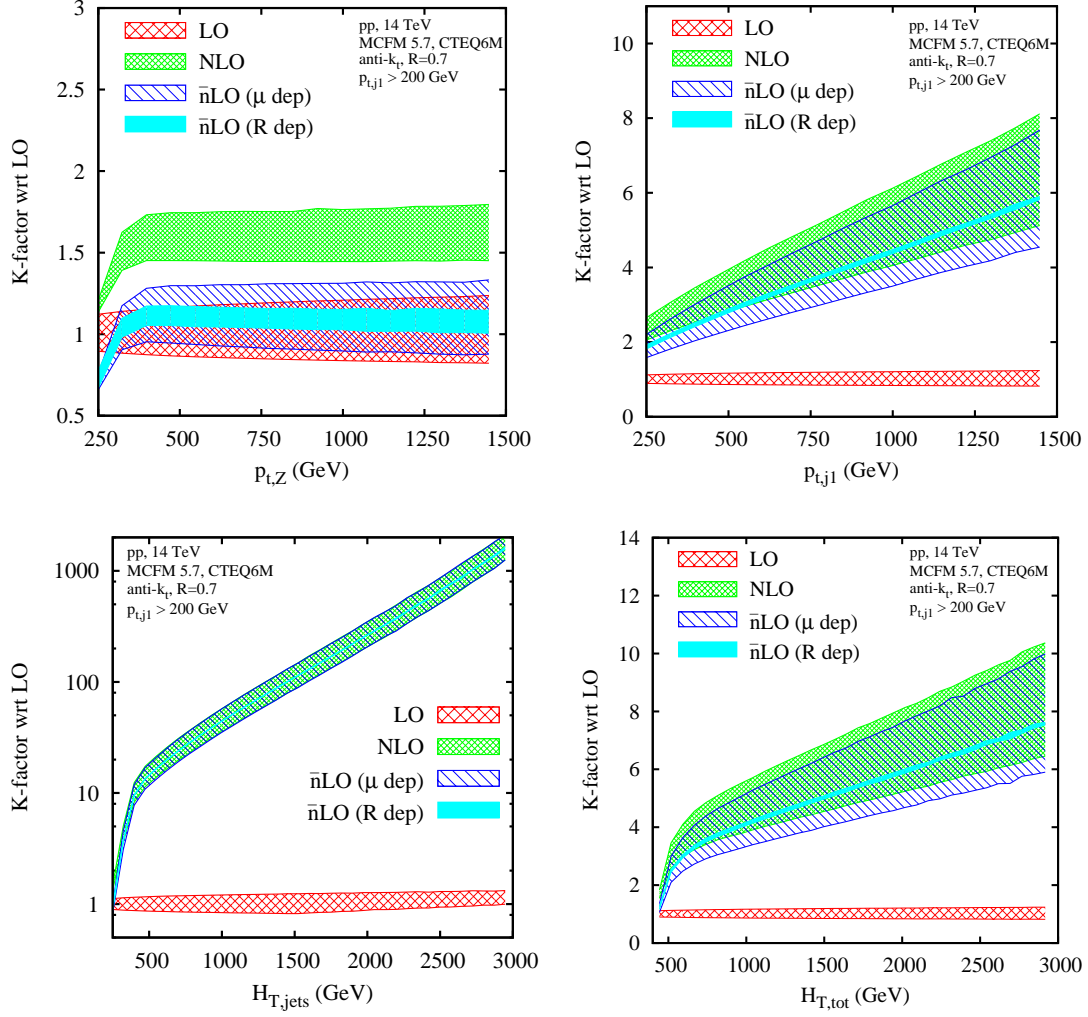 LO
NLO
n̄LO (μ dep)
n̄LO (R dep)
pp, 14 TeV
MCFM 5.7, CTEQ6M
anti-kt, R=0.7
pt,j1 > 200 GeV
K-factor wrt LO
3
2.5
2
1.5
1
0.5
250 500 750 1000 1250 1500
pt,Z (GeV)
LO
NLO
n̄LO (μ dep)
n̄LO (R dep)
pp, 14 TeV
MCFM 5.7, CTEQ6M
anti-kt, R=0.7
pt,j1 > 200 GeV
K-factor wrt LO
10
8
6
4
2
0
250 500 750 1000 1250 1500
pt,j1 (GeV)
pp, 14 TeV
MCFM 5.7, CTEQ6M
anti-kt, R=0.7
pt,j1 > 200 GeV
LO
NLO
n̄LO (μ dep)
n̄LO (R dep)
K-factor wrt LO
1000
100
10
1
500 1000 1500 2000 2500 3000
HT,jets (GeV)
LO
NLO
n̄LO (μ dep)
n̄LO (R dep)
pp, 14 TeV
MCFM 5.7, CTEQ6M
anti-kt, R=0.7
pt,j1 > 200 GeV
K-factor wrt LO
14
12
10
8
6
4
2
0
500 1000 1500 2000 2500 3000
HT,tot (GeV)